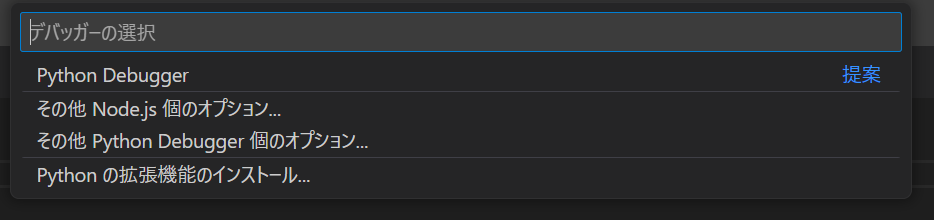 デバッガーの選択
Python Debugger 提案
その他 Node.js 個のオプション...
その他 Python Debugger 個のオプション...
Python の拡張機能のインストール...